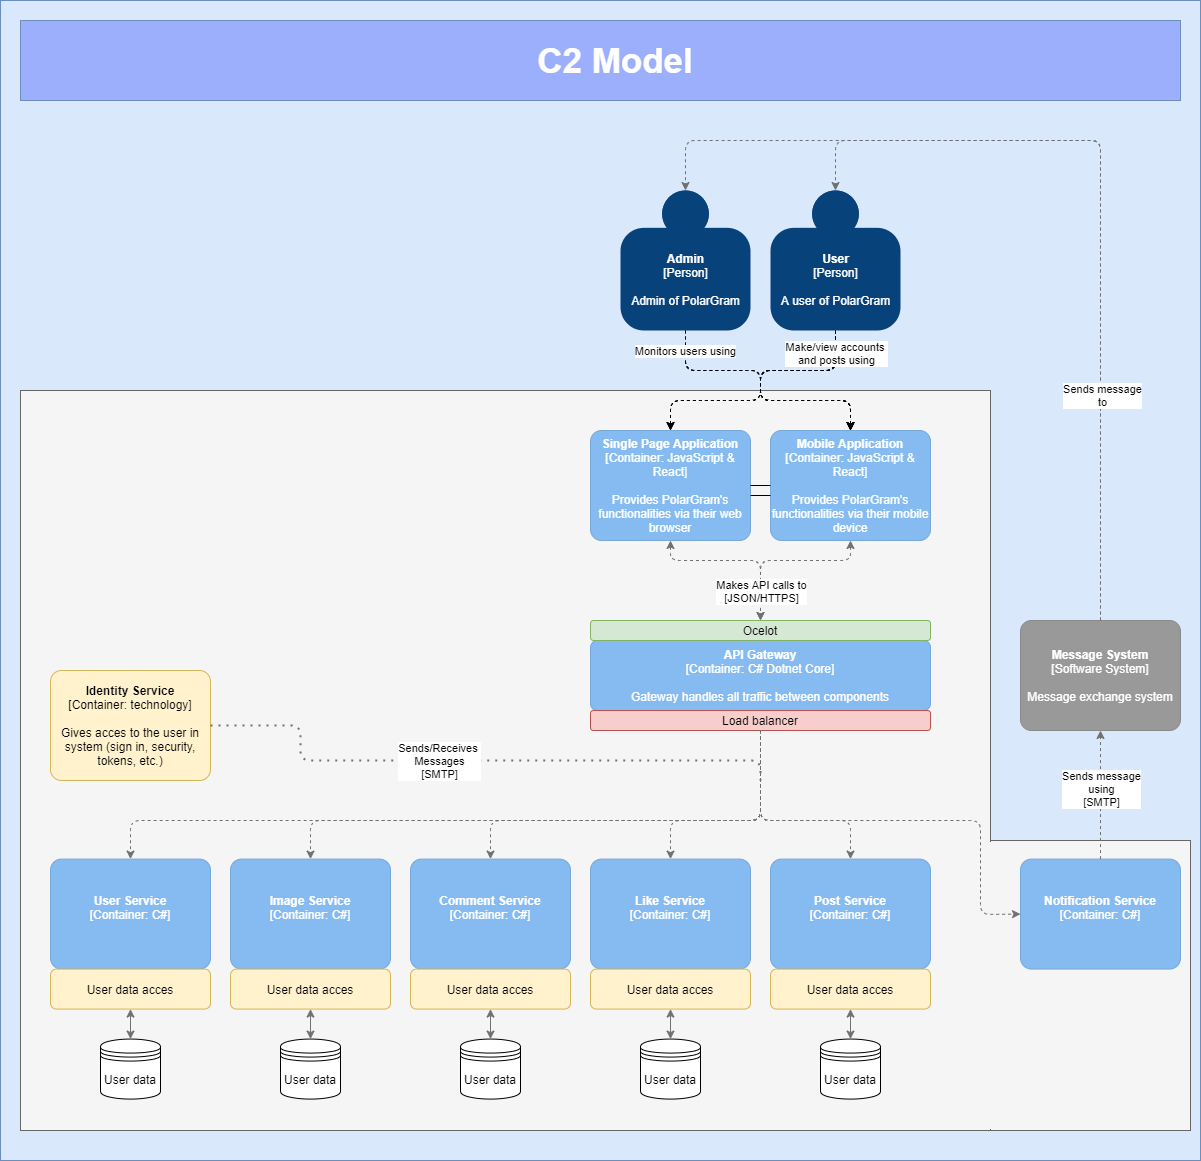 C2 Model
Admin
[Person]
Admin of PolarGram
User
[Person]
A user of PolarGram
Monitors users using
Make/view accounts
and posts using
Sends message
to
Single Page Application
[Container: JavaScript &
React]
Provides PolarGram's
functionalities via their web
browser
Mobile Application
[Container: JavaScript &
React]
Provides PolarGram's
functionalities via their mobile
device
Makes API calls to
[JSON/HTTPS]
Ocelot
API Gateway
[Container: C# Dotnet Core]
Gateway handles all traffic between components
Load balancer
Message System
[Software System]
Message exchange system
Identity Service
[Container: technology]
Gives acces to the user in
system (sign in, security,
tokens, etc.)
Sends/Receives
Messages
[SMTP]
Sends message
using
[SMTP]
User Service
[Container: C#]
Image Service
[Container: C#]
Comment Service
[Container: C#]
Like Service
[Container: C#]
Post Service
[Container: C#]
Notification Service
[Container: C#]
User data acces
User data acces
User data acces
User data acces
User data acces
User data
User data
User data
User data
User data